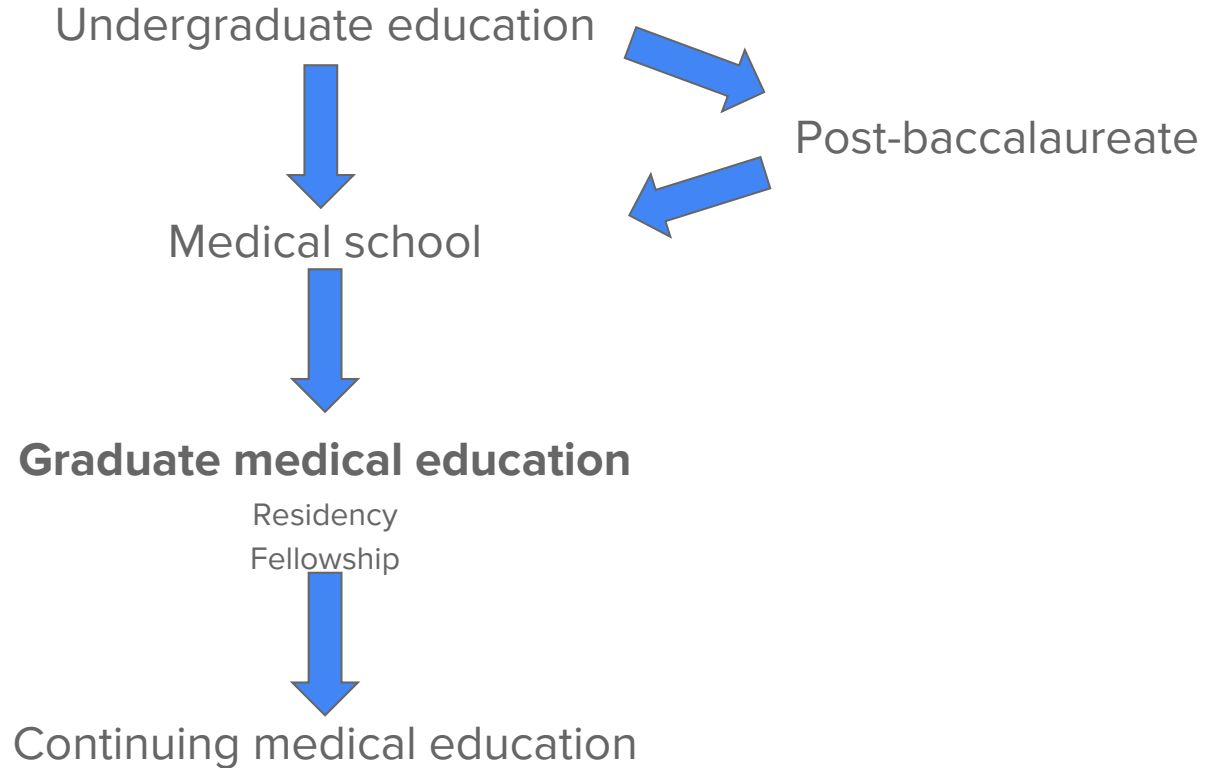 Undergraduate education
Post-baccalaureate
Medical school
Graduate medical education
Residency
Fellowship
Continuing medical education